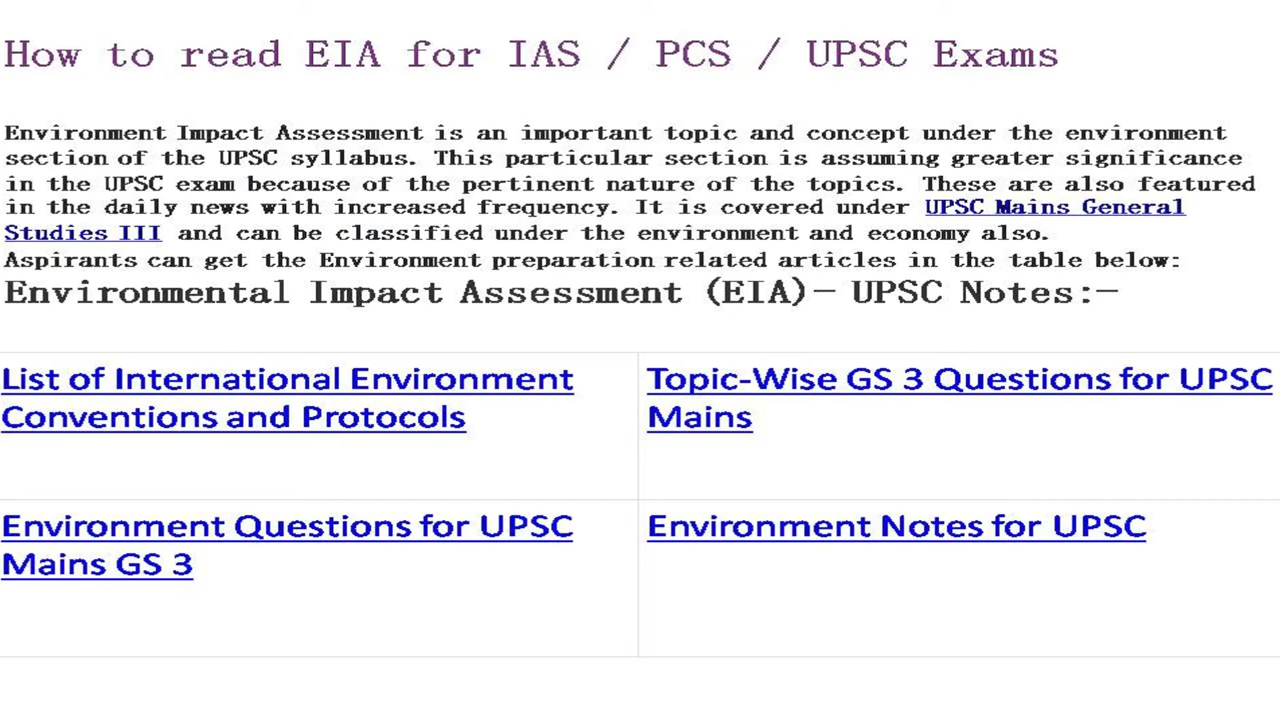 How to read EIA for IAS / PCS / UPSC Exams
Environment Impact Assessment is an important topic and concept under the environment
section of the UPSC syllabus. This particular section is assuming greater significance
in the UPSC exam because of the pertinent nature of the topics. These are also featured
in the daily news with increased frequency. It is covered under UPSC Mains General
Studies III and can be classified under the environment and economy also.
Aspirants can get the Environment preparation related articles in the table below:
Environmental Impact Assessment (EIA)– UPSC Notes:–
List of International Environment
Conventions and Protocols
Topic-Wise GS 3 Questions for UPSC
Mains
Environment Questions for UPSC
Mains GS 3
Environment Notes for UPSC